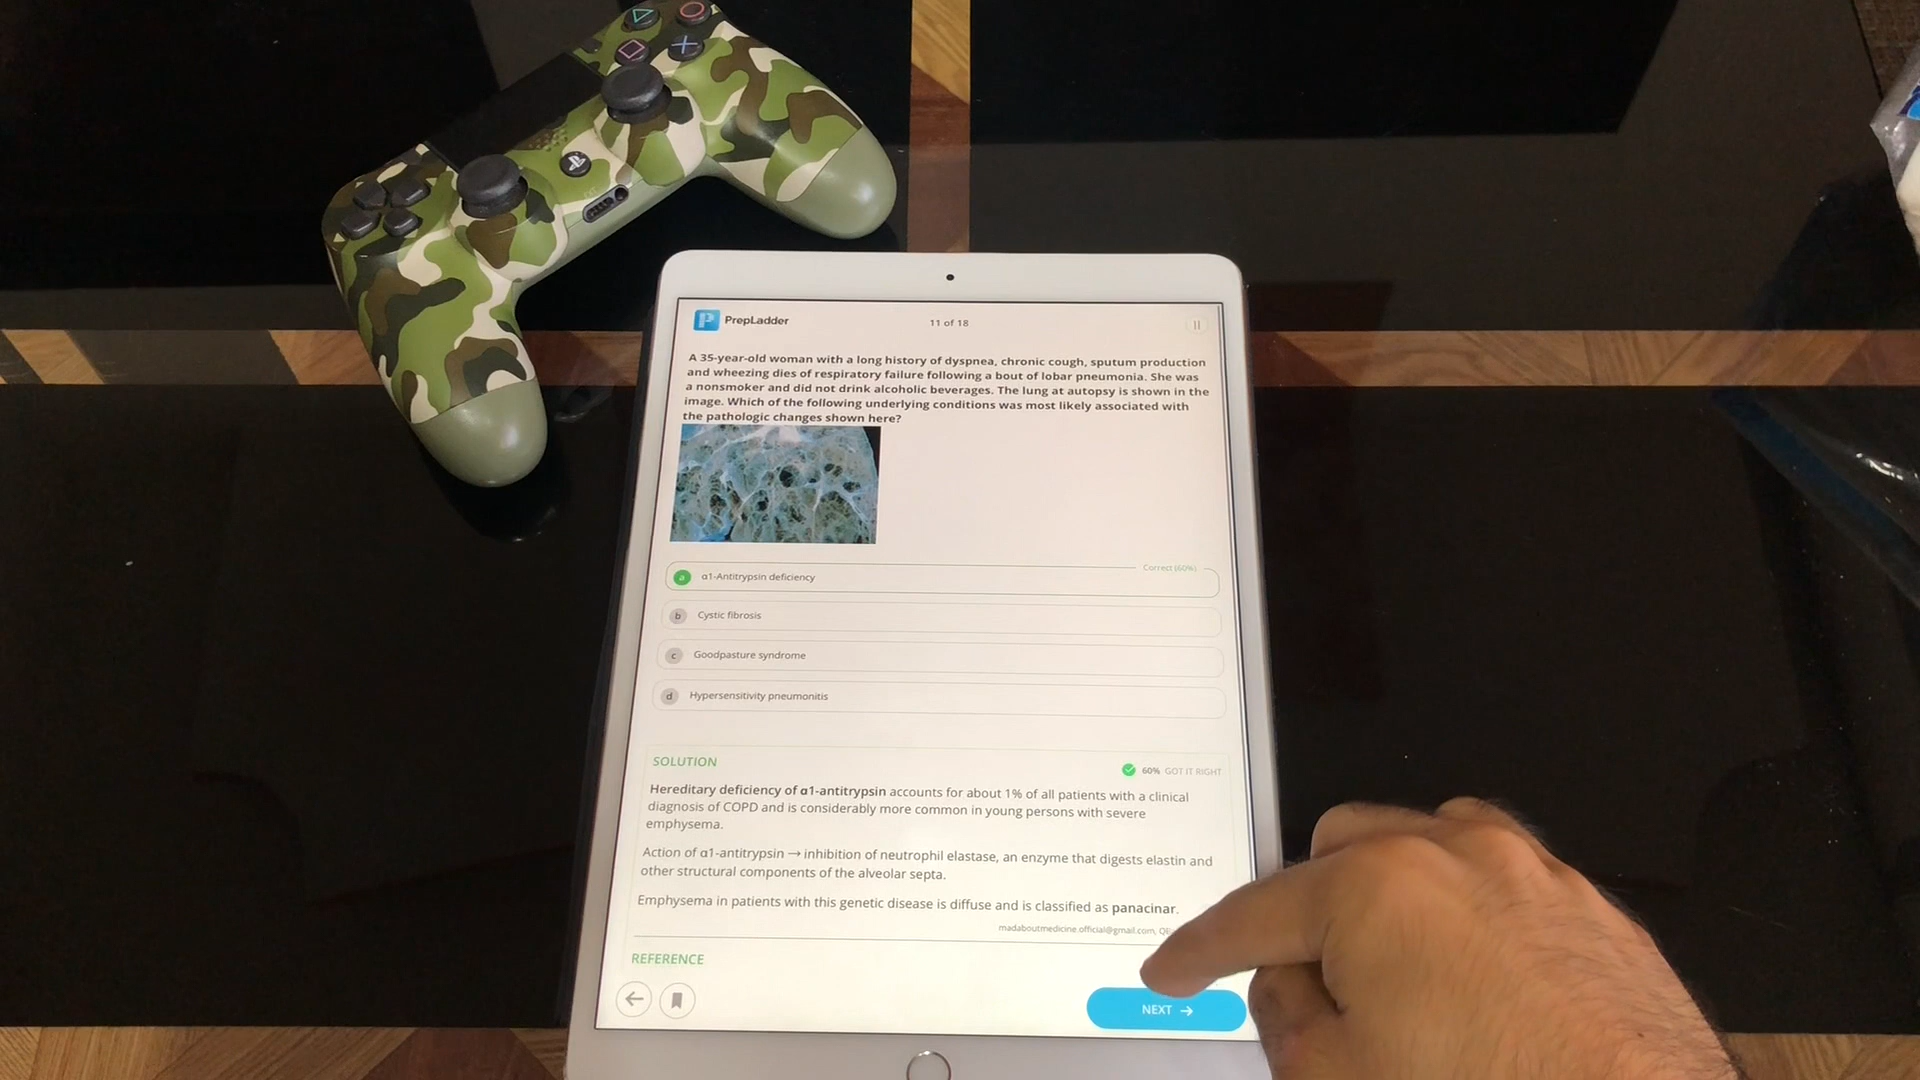 PrepLadder
11 of 18
A 35-year-old woman with a long history of dyspnea, chronic cough, sputum production
and wheezing dies of respiratory failure following a bout of lobar pneumonia. She was
a nonsmoker and did not drink alcoholic beverages. The lung at autopsy is shown in the
image. Which of the following underlying conditions was most likely associated with
the pathologic changes shown here?
Correct (60%)
a α1-Antitrypsin deficiency
b Cystic fibrosis
c Goodpasture syndrome
d Hypersensitivity pneumonitis
SOLUTION
60% GOT IT RIGHT
Hereditary deficiency of α1-antitrypsin accounts for about 1% of all patients with a clinical
diagnosis of COPD and is considerably more common in young persons with severe
emphysema.
Action of α1-antitrypsin → inhibition of neutrophil elastase, an enzyme that digests elastin and
other structural components of the alveolar septa.
Emphysema in patients with this genetic disease is diffuse and is classified as panacinar.
madaboutmedicine.official@gmail.com,
REFERENCE
NEXT →